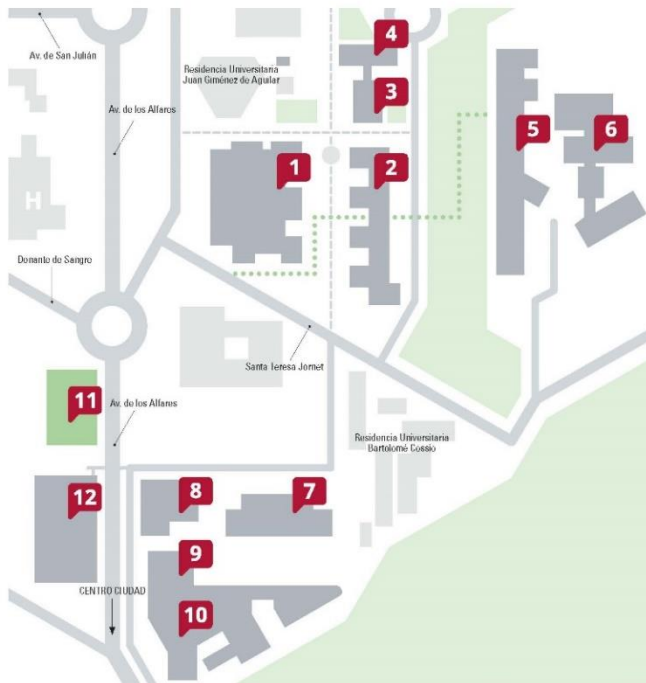 4
Av. de San Julián
Residencia Universitaria
Juan Giménez de Aguilar
3
Av. de los Alfares
5
6
1
2
H
Donante de Sangre
Santa Teresa Jornet
11
Av. de los Alfares
Residencia Universitaria
Bartolomé Cossío
12
8
7
9
CENTRO CIUDAD
10